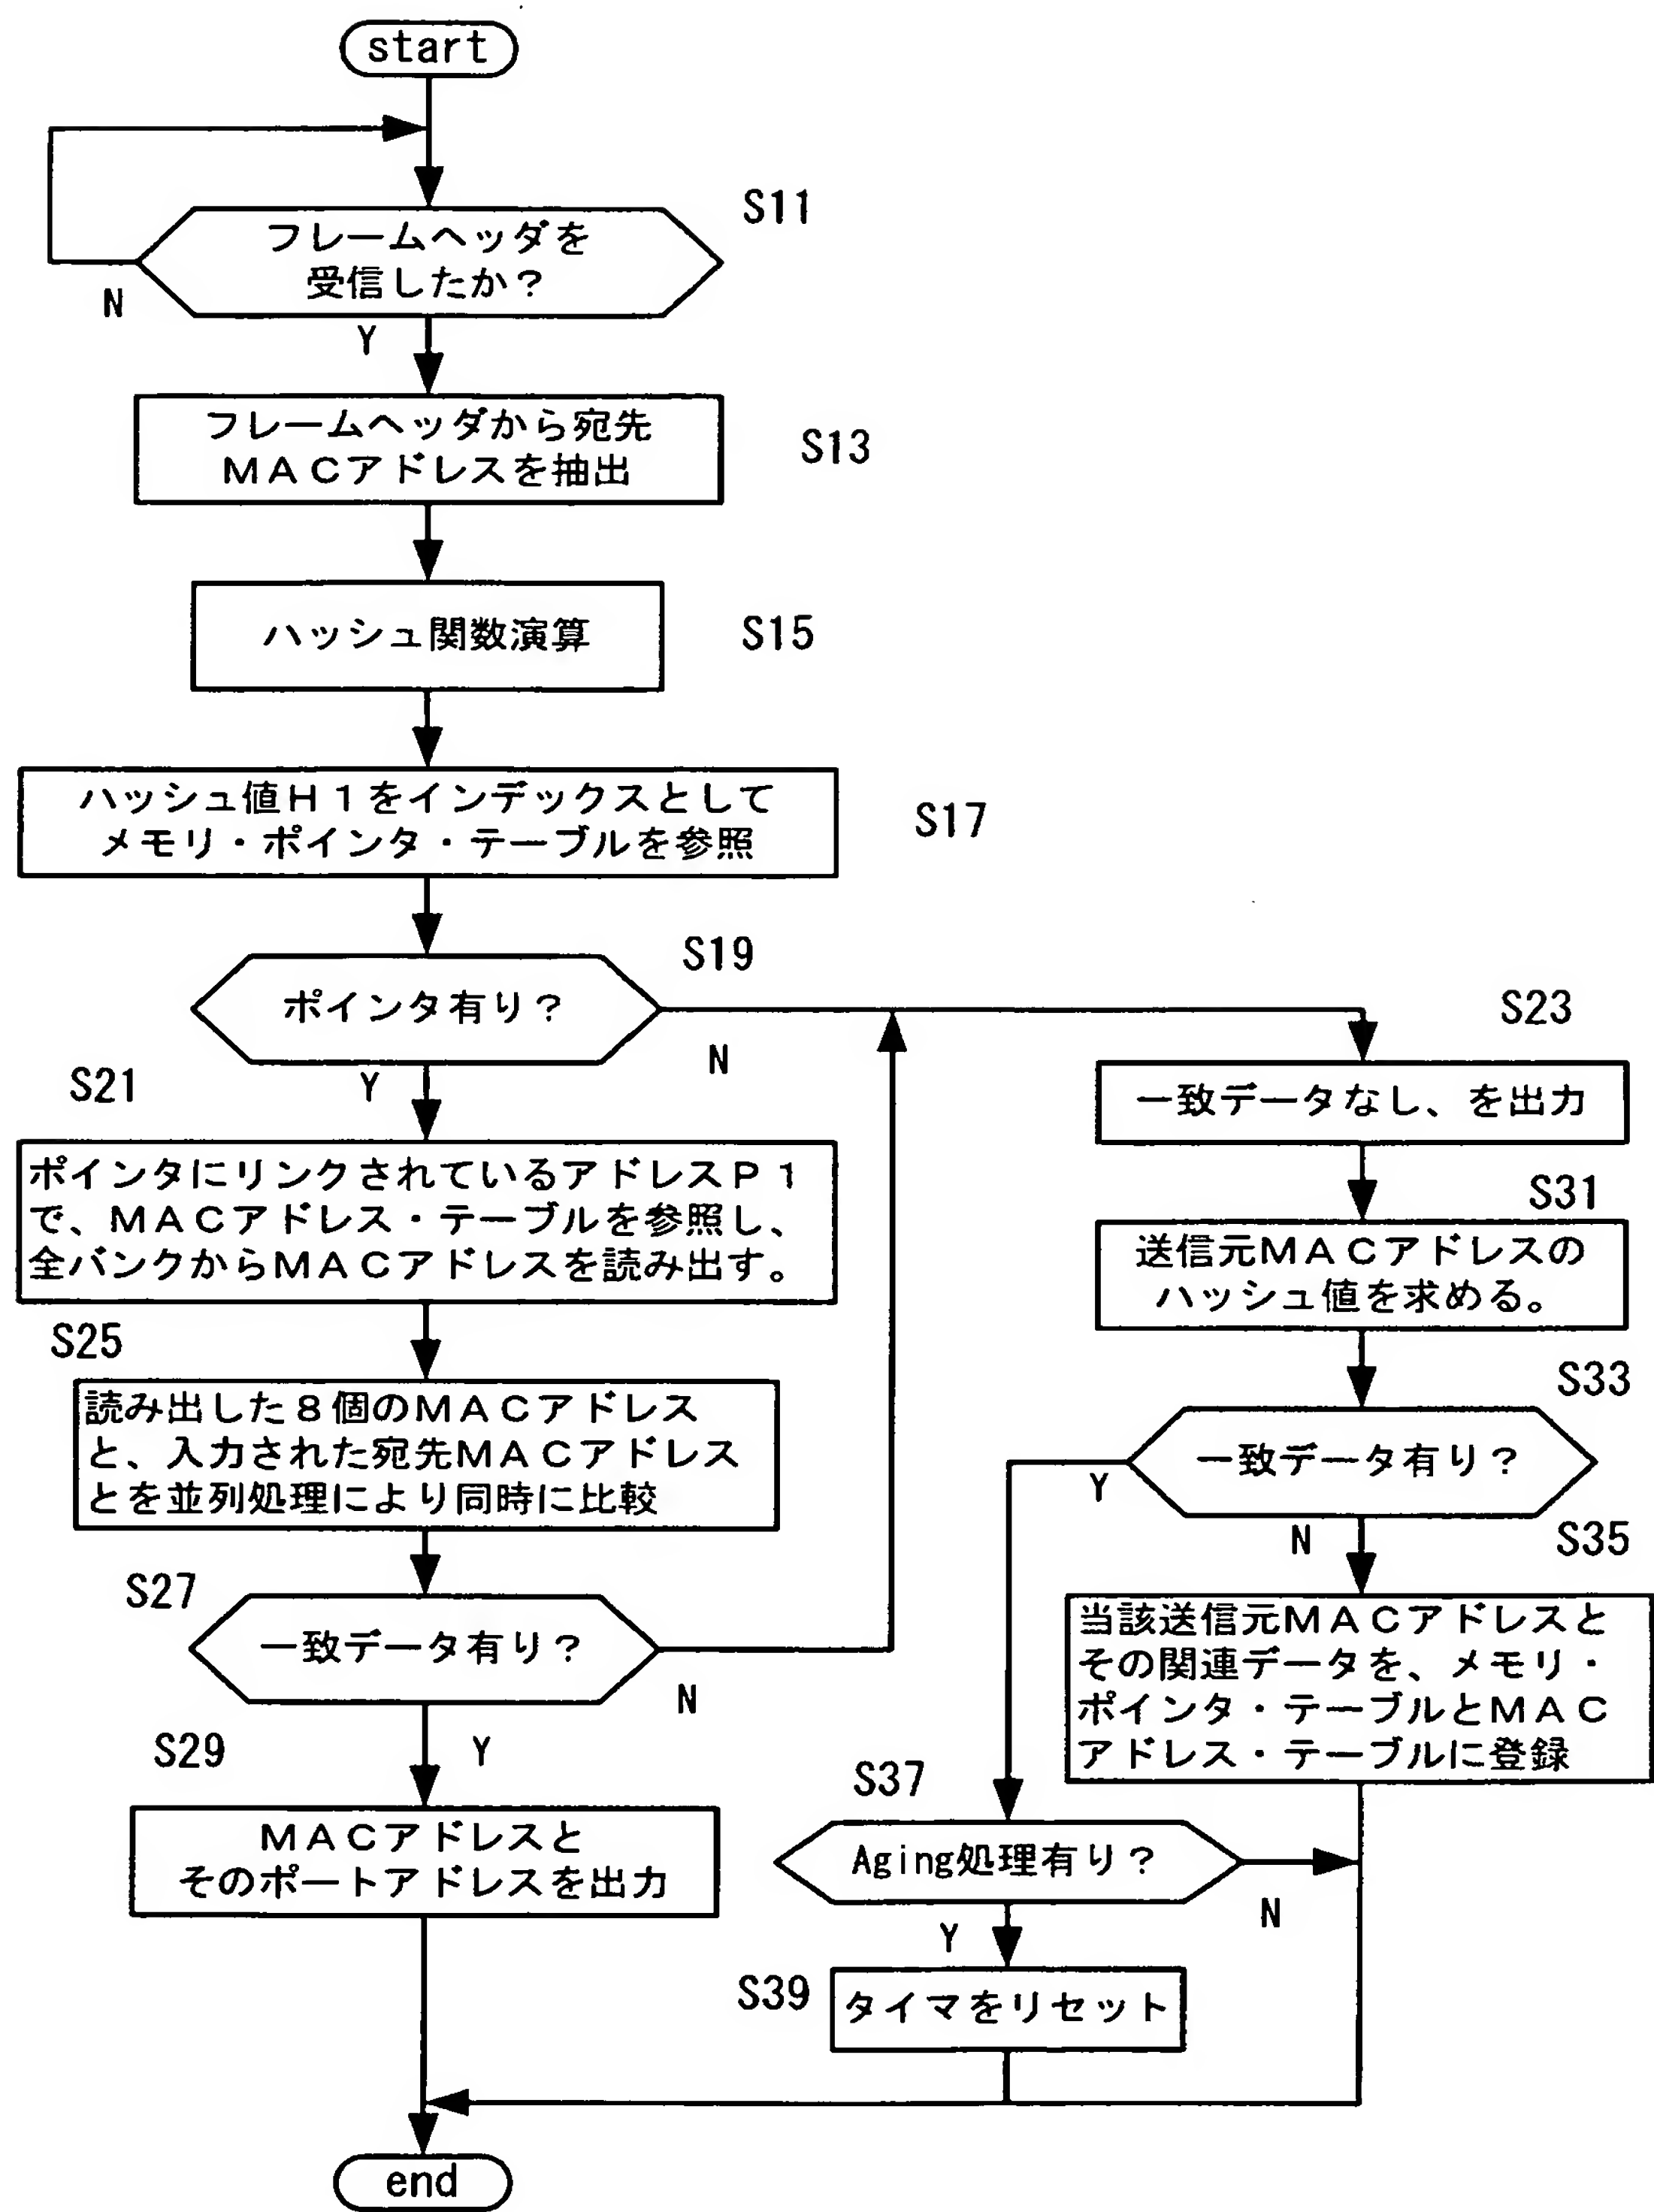 start
S11
フレームヘッダを
受信したか?
N
Y
フレームヘッダから宛先
MACアドレスを抽出
S13
ハッシュ関数演算
S15
ハッシュ値H1をインデックスとして
メモリ・ポインタ・テーブルを参照
S17
S19
ポインタ有り?
N
Y
S21
ポインタにリンクされているアドレスP1
で、MACアドレス・テーブルを参照し、
全バンクからMACアドレスを読み出す。
S25
読み出した8個のMACアドレス
と、入力された宛先MACアドレス
とを並列処理により同時に比較
S27
一致データ有り?
N
Y
S29
MACアドレスと
そのポートアドレスを出力
S23
一致データなし、を出力
S31
送信元MACアドレスの
ハッシュ値を求める。
S33
一致データ有り?
Y
N
S35
当該送信元MACアドレスと
その関連データを、メモリ・
ポインタ・テーブルとMAC
アドレス・テーブルに登録
S37
Aging処理有り?
N
Y
S39
タイマをリセット
end